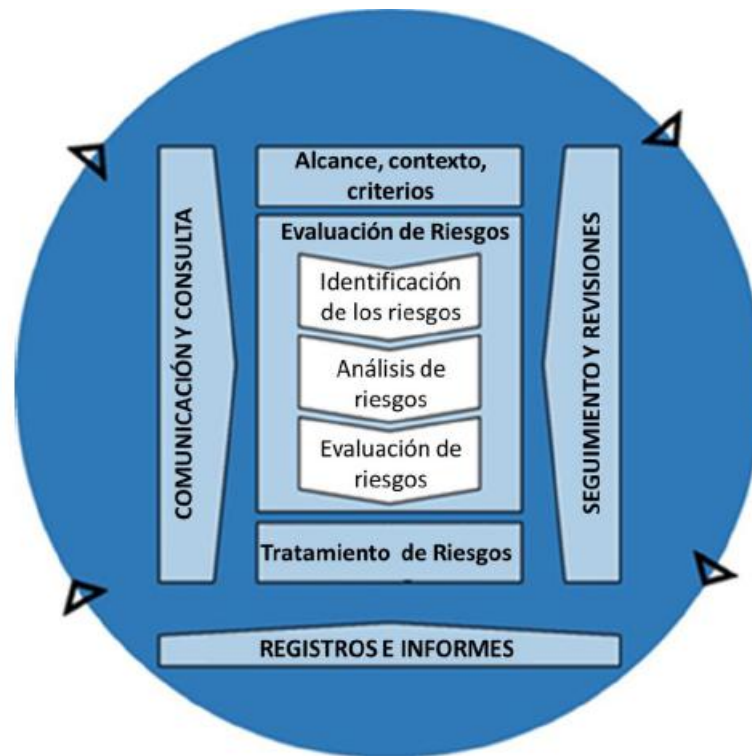 Alcance, contexto,
criterios
Evaluación de Riesgos
Identificación
de los riesgos
Análisis de
riesgos
Evaluación de
riesgos
Tratamiento de Riesgos
COMUNICACIÓN Y CONSULTA
SEGUIMIENTO Y REVISIONES
REGISTROS E INFORMES